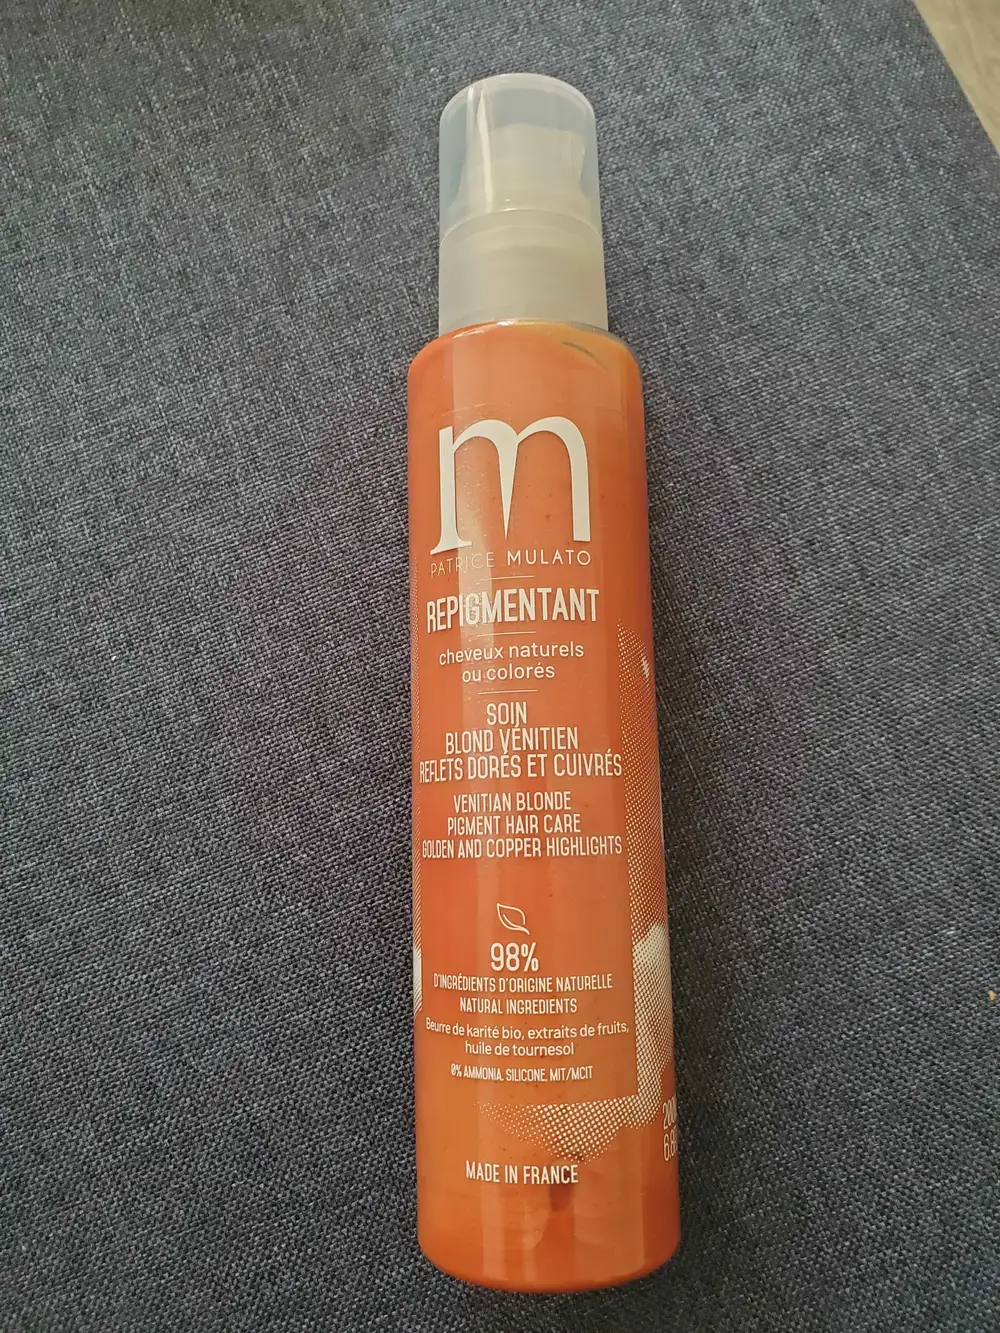 m
PATRICE MULATO
REPIGMENTANT
cheveux naturels
ou colorés
SOIN
BLOND VÉNITIEN
REFLETS DORÉS ET CUIVRÉS
VENITIAN BLONDE
PIGMENT HAIR CARE
GOLDEN AND COPPER HIGHLIGHTS
98%
D'INGRÉDIENTS D'ORIGINE NATURELLE
NATURAL INGREDIENTS
Beurre de karité bio, extraits de fruits,
huile de tournesol
0% AMMONIA, SILICONE, MIT/MCIT
MADE IN FRANCE